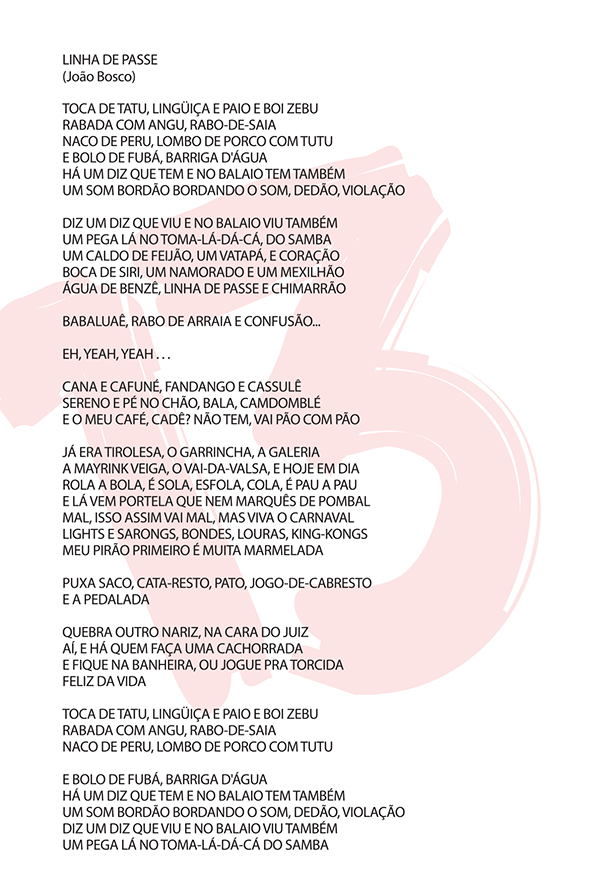 LINHA DE PASSE
(João Bosco)
TOCA DE TATU, LINGÜIÇA E PAIO E BOI ZEBU
RABADA COM ANGU, RABO-DE-SAIA
NACO DE PERU, LOMBO DE PORCO COM TUTU
E BOLO DE FUBÁ, BARRIGA D'ÁGUA
HÁ UM DIZ QUE TEM E NO BALAIO TEM TAMBÉM
UM SOM BORDÃO BORDANDO O SOM, DEDÃO, VIOLAÇÃO
DIZ UM DIZ QUE VIU E NO BALAIO VIU TAMBÉM
UM PEGA LÁ NO TOMA-LÁ-DÁ-CÁ, DO SAMBA
UM CALDO DE FEIJÃO, UM VATAPÁ, E CORAÇÃO
BOCA DE SIRI, UM NAMORADO E UM MEXILHÃO
ÁGUA DE BENZÊ, LINHA DE PASSE E CHIMARRÃO
BABALUAÊ, RABO DE ARRAIA E CONFUSÃO...
EH, YEAH, YEAH . . .
CANA E CAFUNÉ, FANDANGO E CASSULÊ
SERENO E PÉ NO CHÃO, BALA, CAMDOMBLÉ
E O MEU CAFÉ, CADÊ? NÃO TEM, VAI PÃO COM PÃO
JÁ ERA TIROLESA, O GARRINCHA, A GALERIA
A MAYRINK VEIGA, O VAI-DA-VALSA, E HOJE EM DIA
ROLA A BOLA, É SOLA, ESFOLA, COLA, É PAU A PAU
E LÁ VEM PORTELA QUE NEM MARQUÊS DE POMBAL
MAL, ISSO ASSIM VAI MAL, MAS VIVA O CARNAVAL
LIGHTS E SARONGS, BONDES, LOURAS, KING-KONGS
MEU PIRÃO PRIMEIRO É MUITA MARMELADA
PUXA SACO, CATA-RESTO, PATO, JOGO-DE-CABRESTO
E A PEDALADA
QUEBRA OUTRO NARIZ, NA CARA DO JUIZ
AÍ, E HÁ QUEM FAÇA UMA CACHORRADA
E FIQUE NA BANHEIRA, OU JOGUE PRA TORCIDA
FELIZ DA VIDA
TOCA DE TATU, LINGÜIÇA E PAIO E BOI ZEBU
RABADA COM ANGU, RABO-DE-SAIA
NACO DE PERU, LOMBO DE PORCO COM TUTU
E BOLO DE FUBÁ, BARRIGA D'ÁGUA
HÁ UM DIZ QUE TEM E NO BALAIO TEM TAMBÉM
UM SOM BORDÃO BORDANDO O SOM, DEDÃO, VIOLAÇÃO
DIZ UM DIZ QUE VIU E NO BALAIO VIU TAMBÉM
UM PEGA LÁ NO TOMA-LÁ-DÁ-CÁ DO SAMBA
13